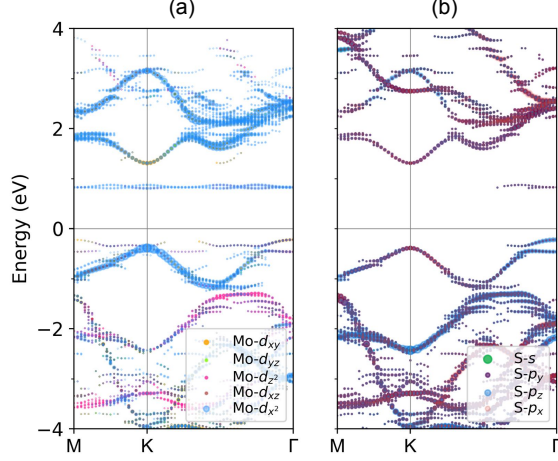 (a)
(b)
Energy (eV)
4
2
0
−2
−4
M
K
Γ
M
K
Γ
Mo-dxy
Mo-dyz
Mo-dz²
Mo-dxz
Mo-dx²
S-s
S-py
S-pz
S-px